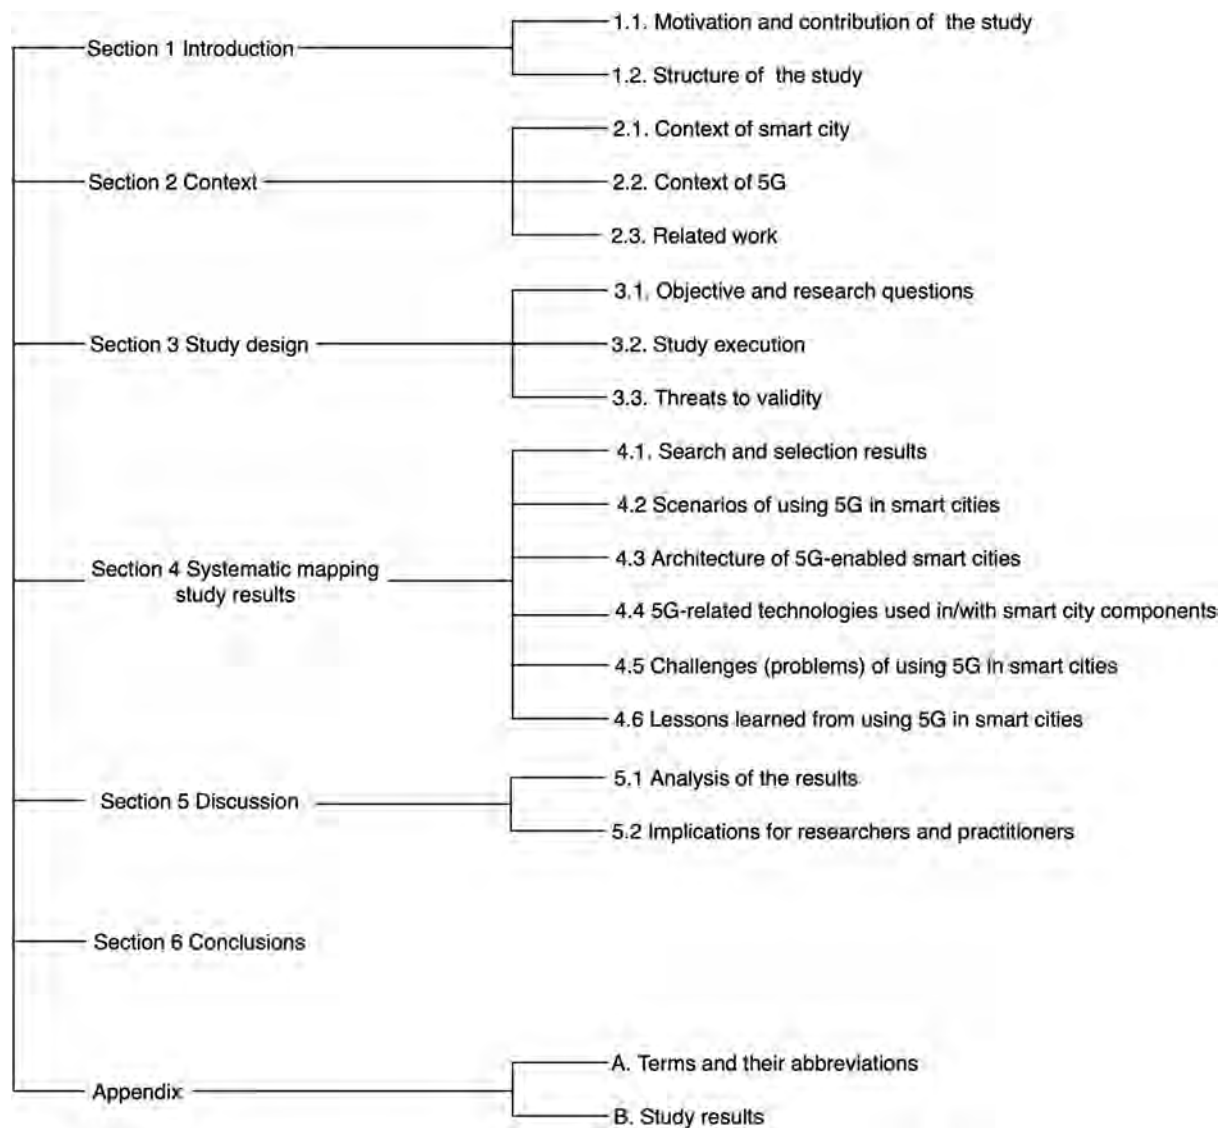 Section 1 Introduction
1.1. Motivation and contribution of the study
1.2. Structure of the study
Section 2 Context
2.1. Context of smart city
2.2. Context of 5G
2.3. Related work
Section 3 Study design
3.1. Objective and research questions
3.2. Study execution
3.3. Threats to validity
Section 4 Systematic mapping
study results
4.1. Search and selection results
4.2 Scenarios of using 5G in smart cities
4.3 Architecture of 5G-enabled smart cities
4.4 5G-related technologies used in/with smart city components
4.5 Challenges (problems) of using 5G in smart cities
4.6 Lessons learned from using 5G in smart cities
Section 5 Discussion
5.1 Analysis of the results
5.2 Implications for researchers and practitioners
Section 6 Conclusions
Appendix
A. Terms and their abbreviations
B. Study results